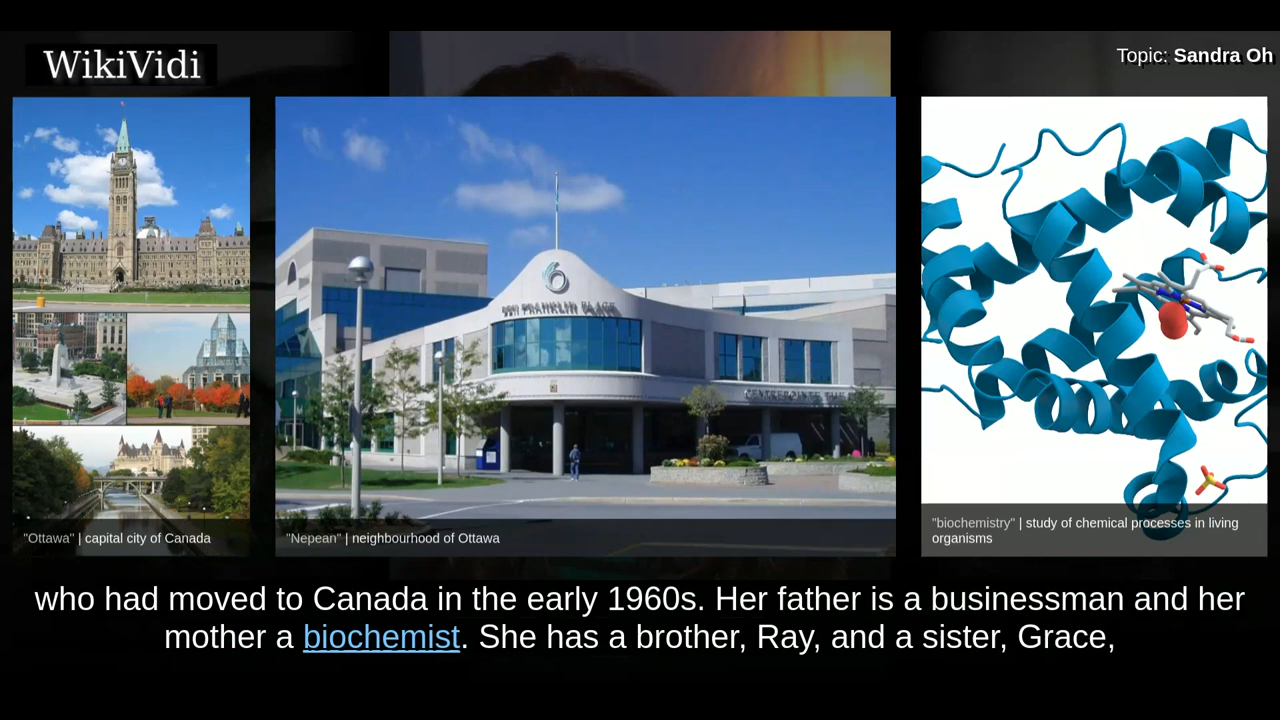 WikiVidi
Topic: Sandra Oh
"Ottawa" | capital city of Canada
"Nepean" | neighbourhood of Ottawa
"biochemistry" | study of chemical processes in living
organisms
who had moved to Canada in the early 1960s. Her father is a businessman and her
mother a biochemist. She has a brother, Ray, and a sister, Grace,